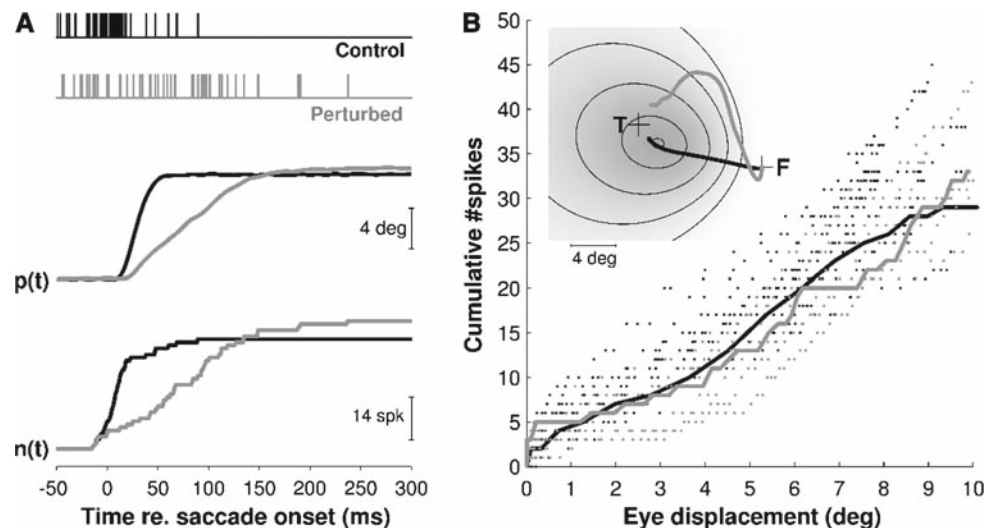 A
Control
Perturbed
4 deg
p(t)
14 spk
n(t)
-50 0 50 100 150 200 250 300
Time re. saccade onset (ms)
B
50
45
40
35
30
25
20
15
10
5
0
Cumulative #spikes
T
F
4 deg
0 1 2 3 4 5 6 7 8 9 10
Eye displacement (deg)